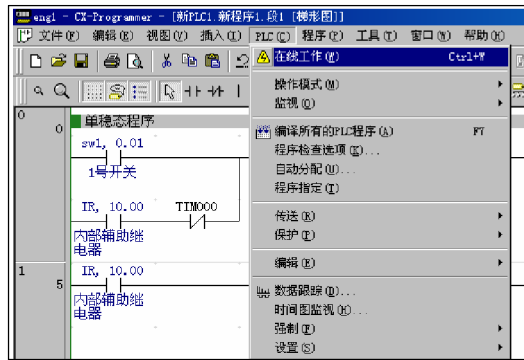 eng1 - CX-Programmer - [新PLC1.新程序1.段1 [梯形图]]
文件(F) 编辑(E) 视图(V) 插入(I) PLC(C) 程序(P) 工具(T) 窗口(W) 帮助(H)
在线工作(W) Ctrl+W
操作模式(M)
监视(O)
编译所有的PLC程序(A) F7
程序检查选项(K)...
自动分配(U)...
程序指定(I)
传送(R)
保护(P)
编辑(E)
数据跟踪(D)...
时间图监视(H)...
强制(F)
设置(S)
0
0
单稳态程序
sw1, 0.01
1号开关
IR, 10.00 TIM000
内部辅助继
电器
1
5
IR, 10.00
内部辅助继
电器